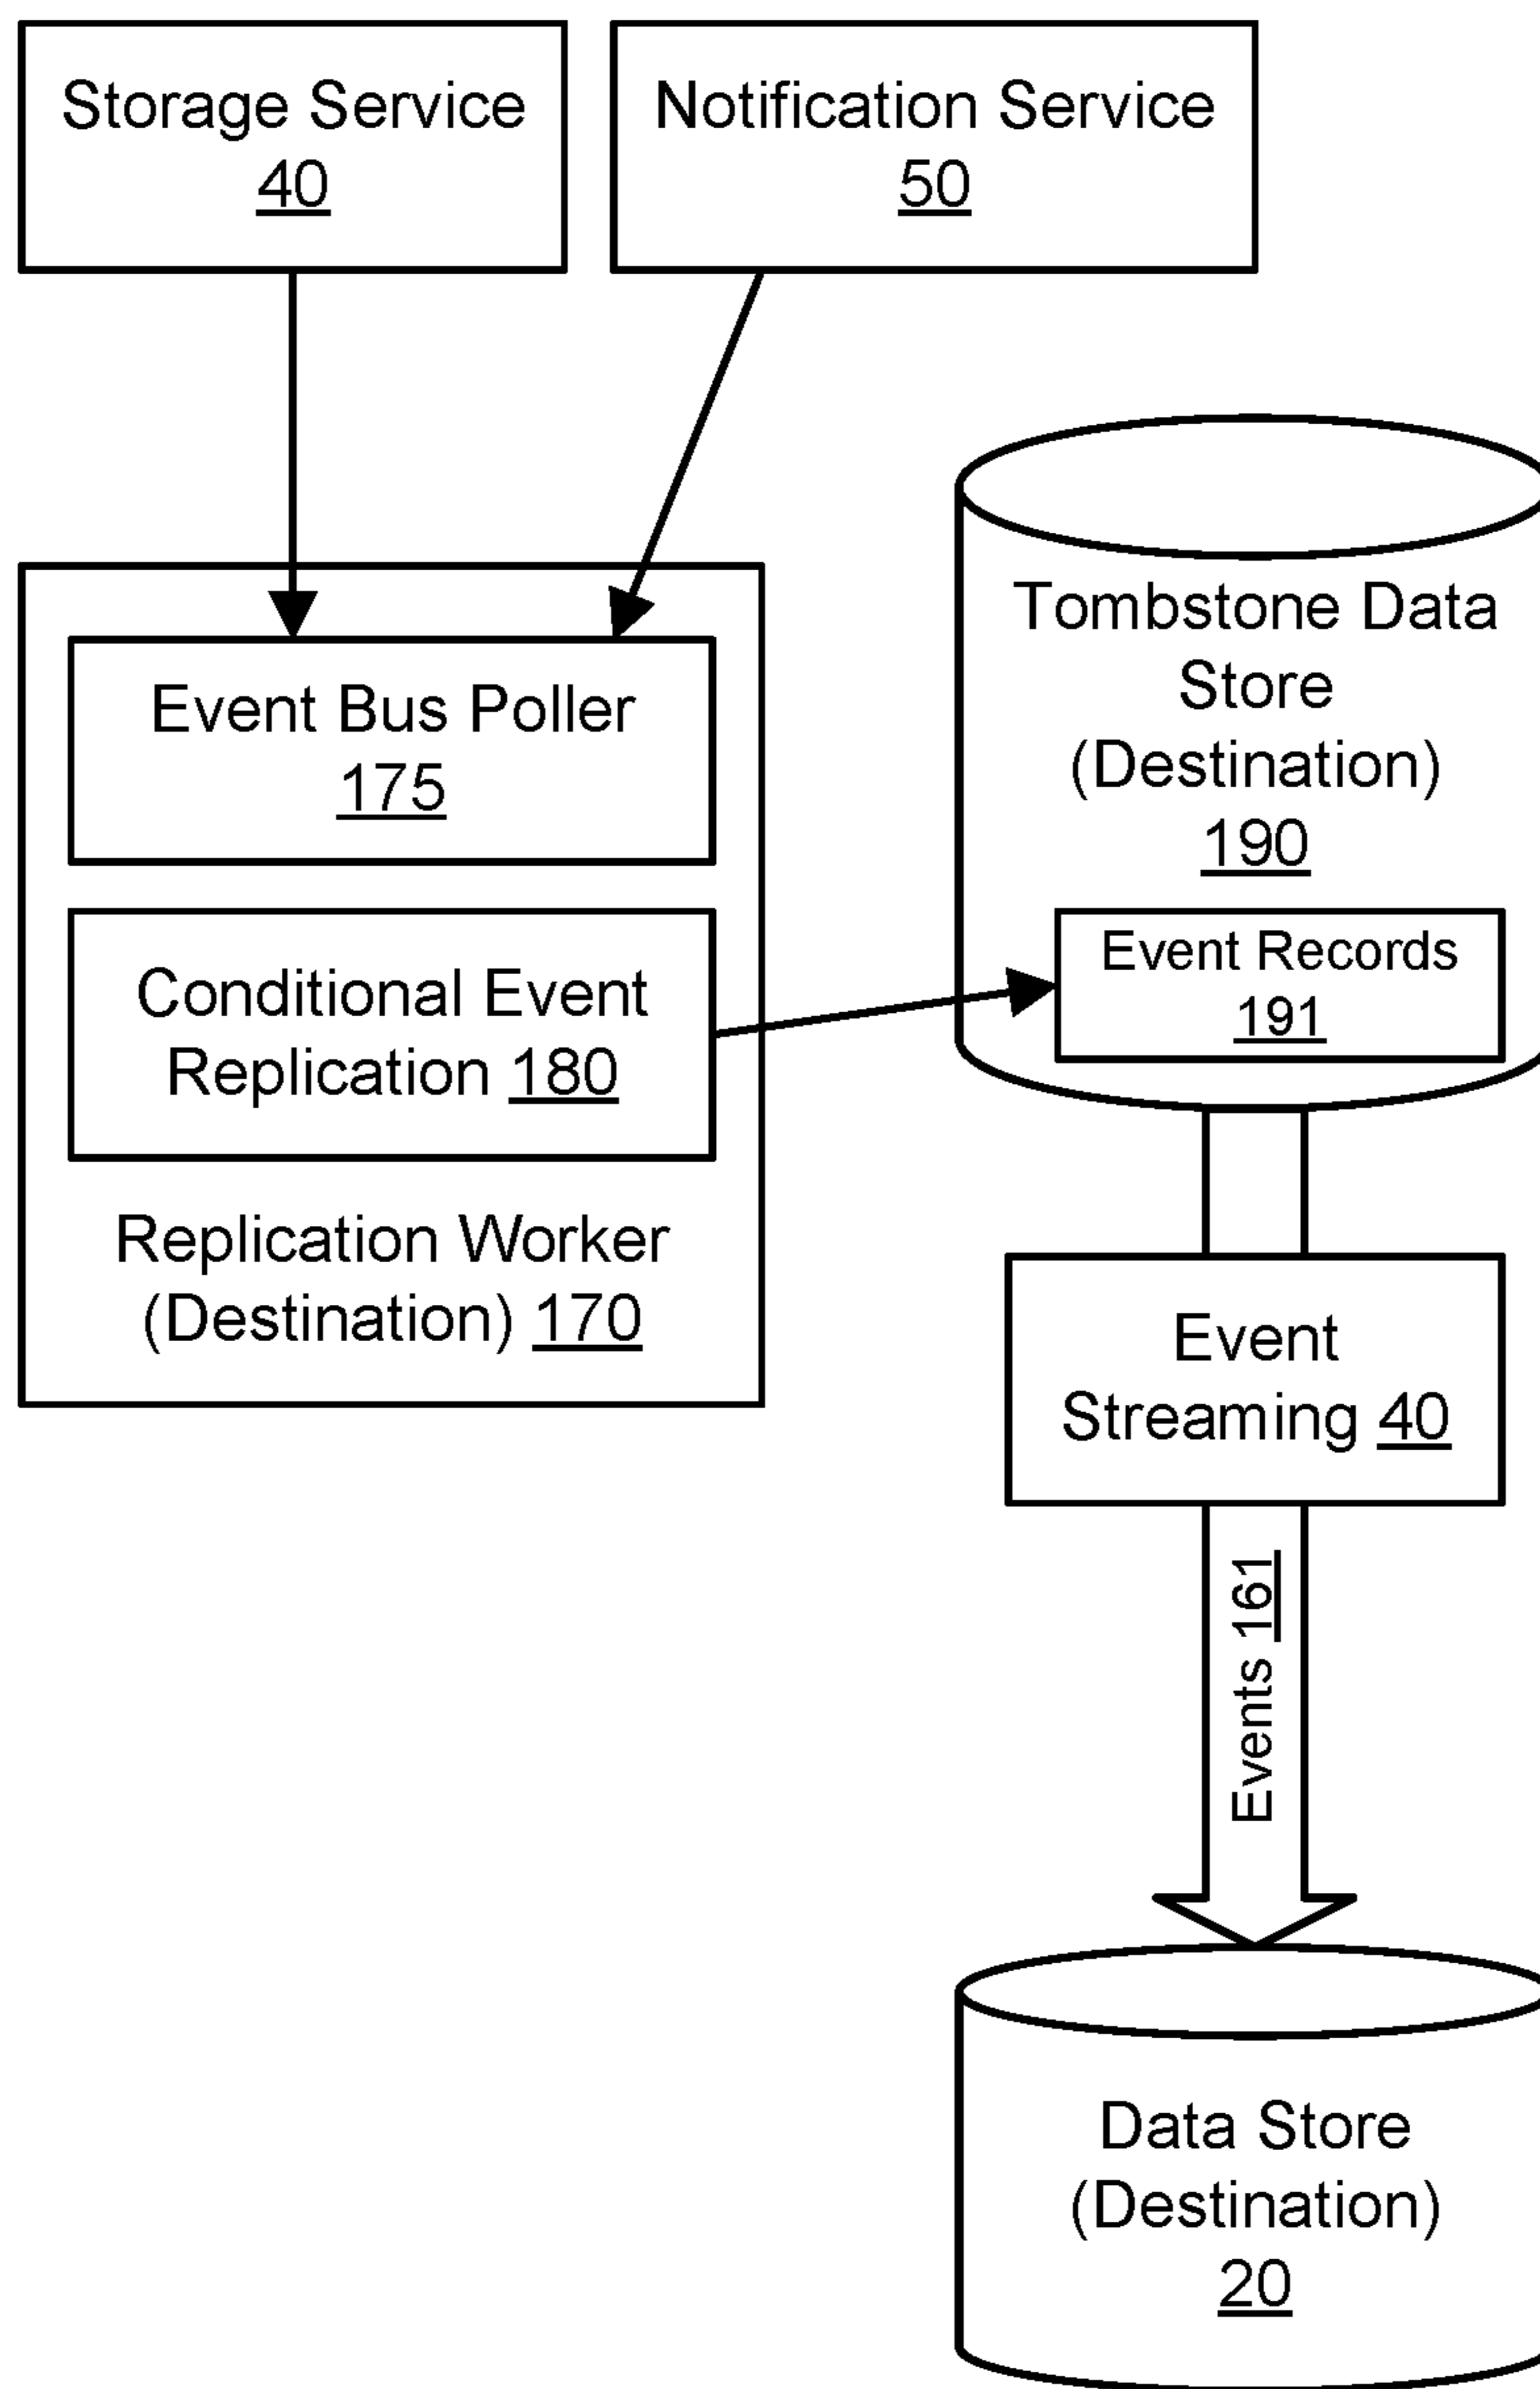 Storage Service
40
Notification Service
50
Event Bus Poller
175
Conditional Event
Replication 180
Replication Worker
(Destination) 170
Tombstone Data
Store
(Destination)
190
Event Records
191
Event
Streaming 40
Events 161
Data Store
(Destination)
20